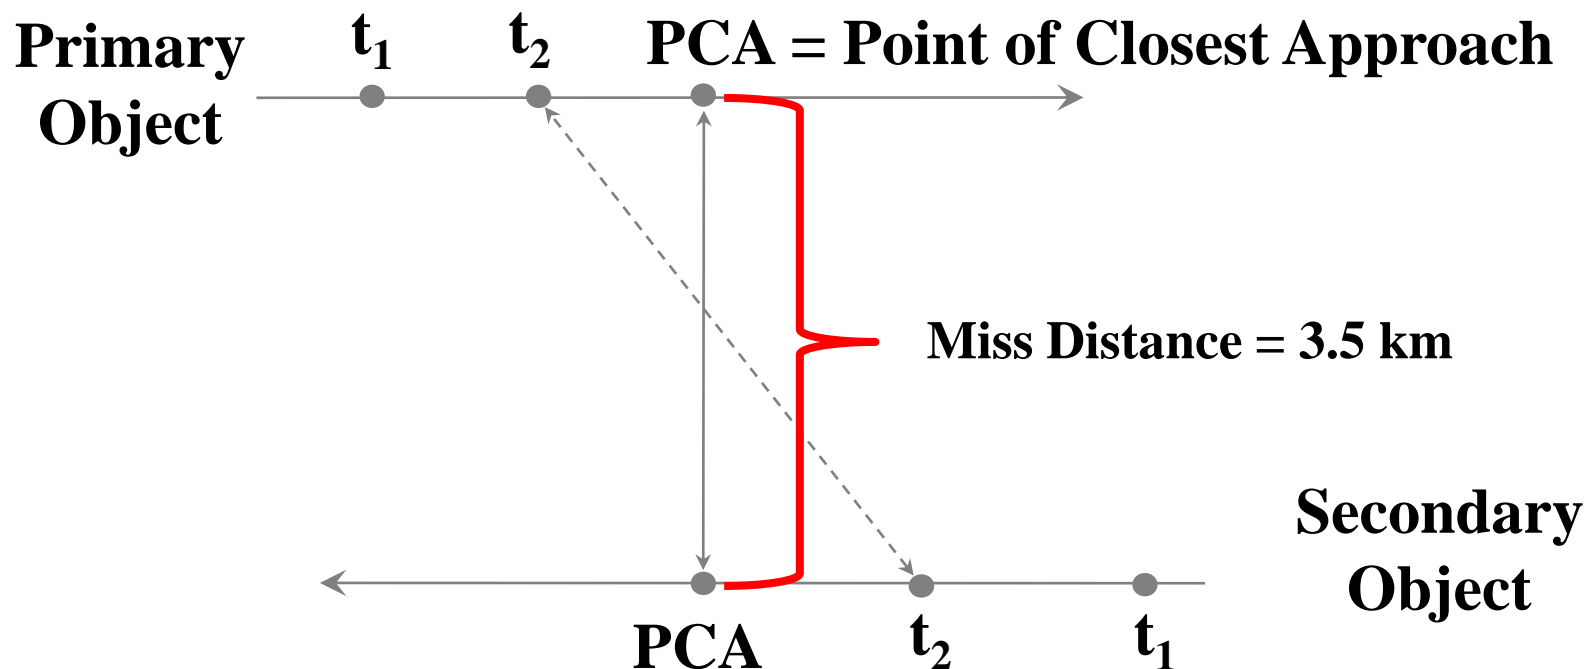 Primary
Object
t₁
t₂
PCA = Point of Closest Approach
Miss Distance = 3.5 km
Secondary
Object
PCA
t₂
t₁